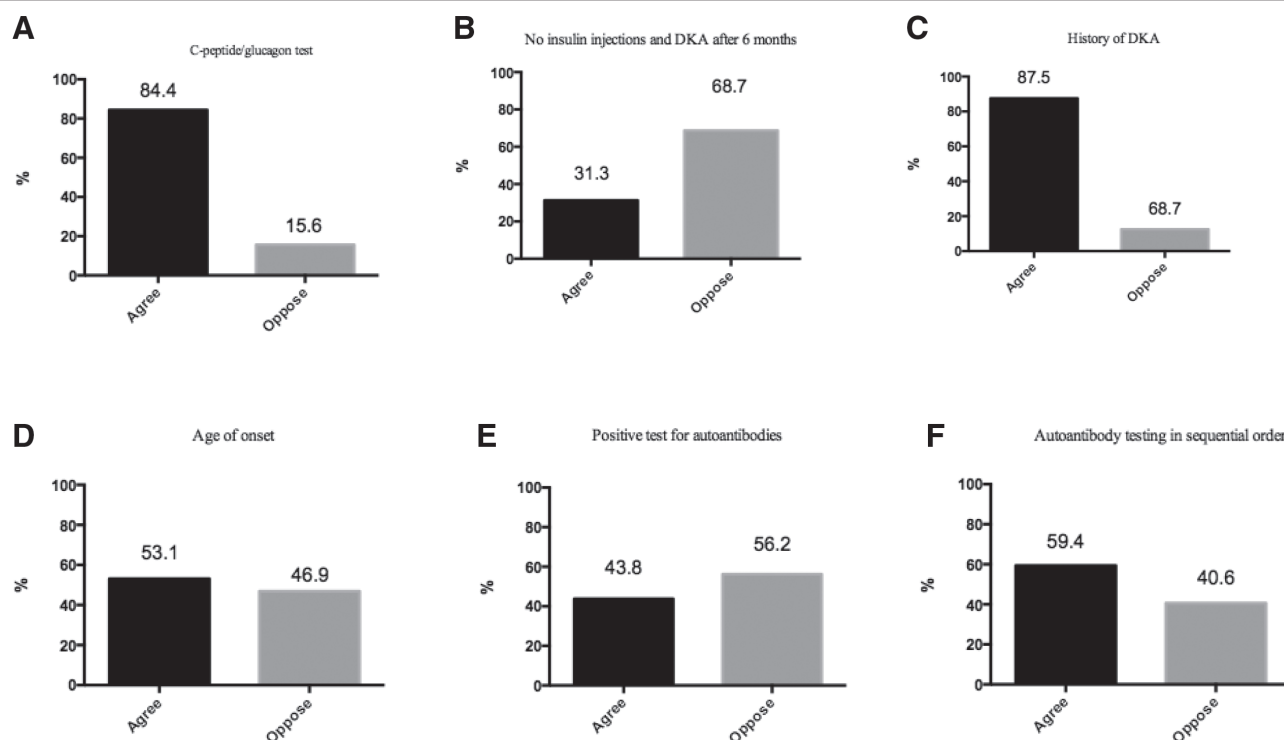 A
C-peptide/glucagon test
100
80
60
40
20
0
%
84.4
15.6
Agree
Oppose
B
No insulin injections and DKA after 6 months
100
80
60
40
20
0
%
31.3
68.7
Agree
Oppose
C
History of DKA
100
80
60
40
20
0
%
87.5
68.7
Agree
Oppose
D
Age of onset
100
80
60
40
20
0
%
53.1
46.9
Agree
Oppose
E
Positive test for autoantibodies
100
80
60
40
20
0
%
43.8
56.2
Agree
Oppose
F
Autoantibody testing in sequential order
100
80
60
40
20
0
%
59.4
40.6
Agree
Oppose